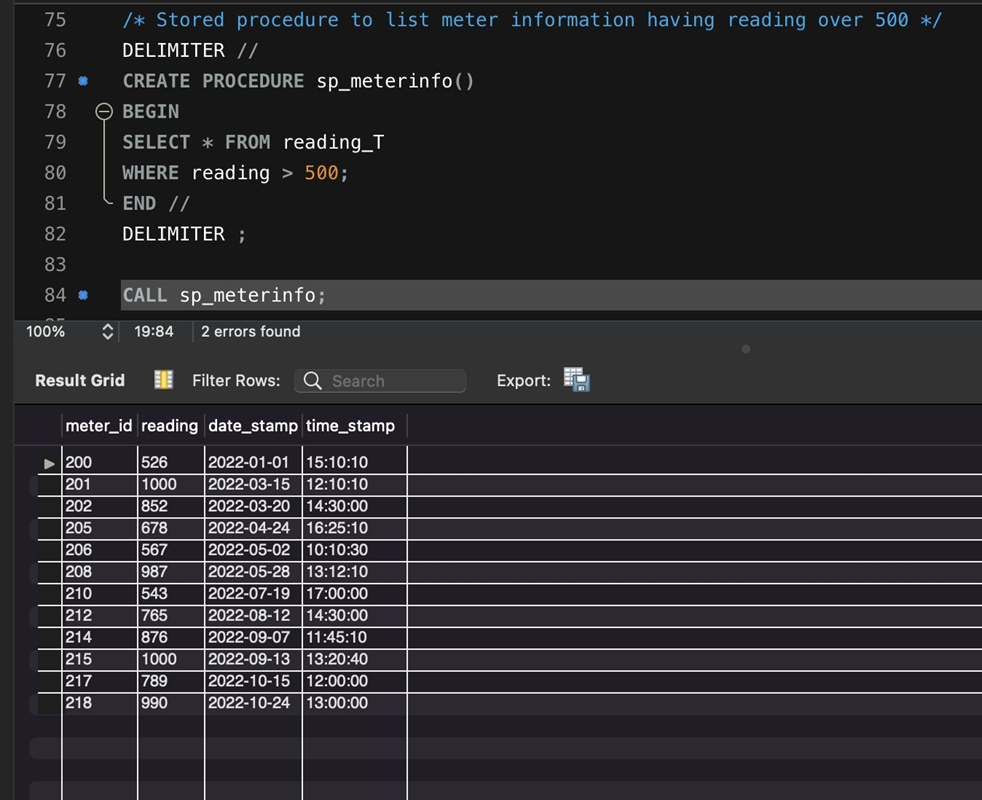 75 /* Stored procedure to list meter information having reading over 500 */
76 DELIMITER //
77 CREATE PROCEDURE sp_meterinfo()
78 BEGIN
79 SELECT * FROM reading_T
80 WHERE reading > 500;
81 END //
82 DELIMITER ;
83
84 CALL sp_meterinfo;
100% 19:84 2 errors found
Result Grid Filter Rows: Search Export:
meter_id reading date_stamp time_stamp
200 526 2022-01-01 15:10:10
201 1000 2022-03-15 12:10:10
202 852 2022-03-20 14:30:00
205 678 2022-04-24 16:25:10
206 567 2022-05-02 10:10:30
208 987 2022-05-28 13:12:10
210 543 2022-07-19 17:00:00
212 765 2022-08-12 14:30:00
214 876 2022-09-07 11:45:10
215 1000 2022-09-13 13:20:40
217 789 2022-10-15 12:00:00
218 990 2022-10-24 13:00:00